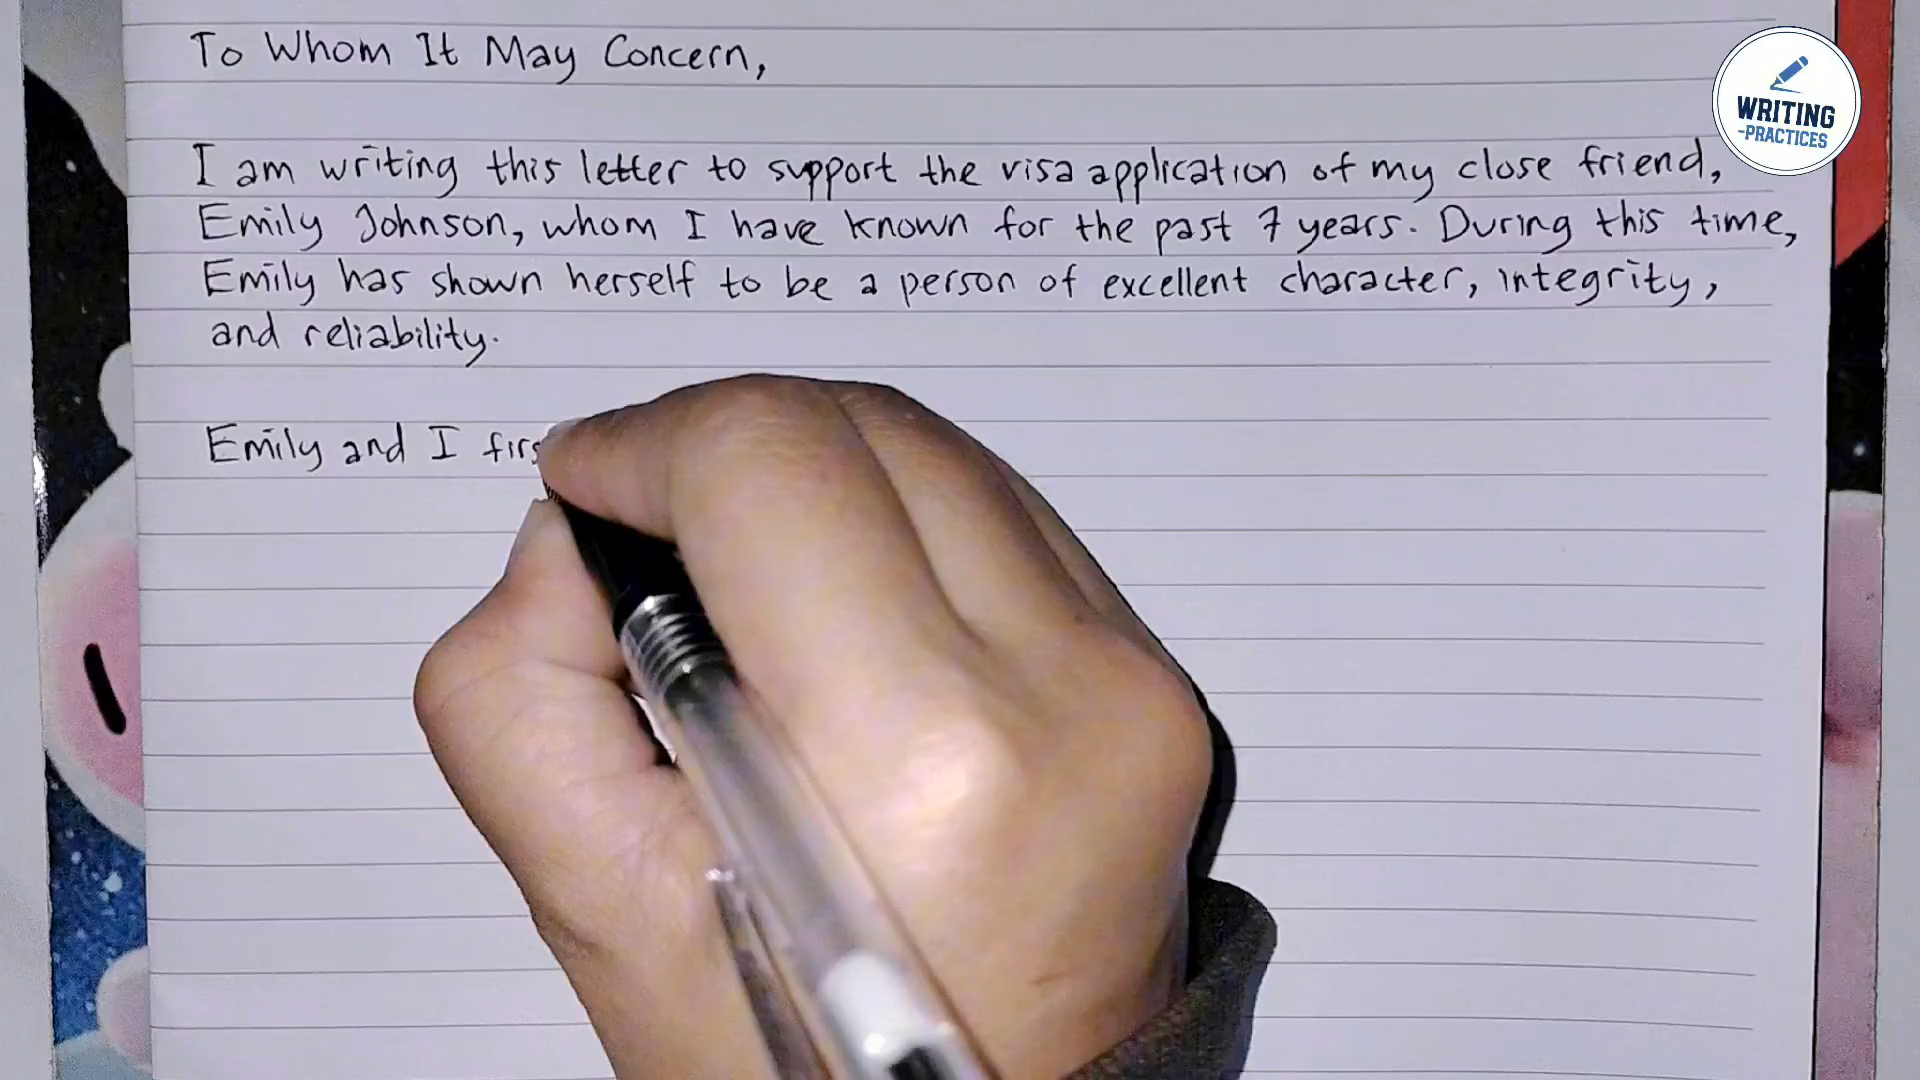 To Whom It May Concern,
I am writing this letter to support the visa application of my close friend,
Emily Johnson, whom I have known for the past 7 years. During this time,
Emily has shown herself to be a person of excellent character, integrity,
and reliability.
Emily and I firs
WRITING
-PRACTICES